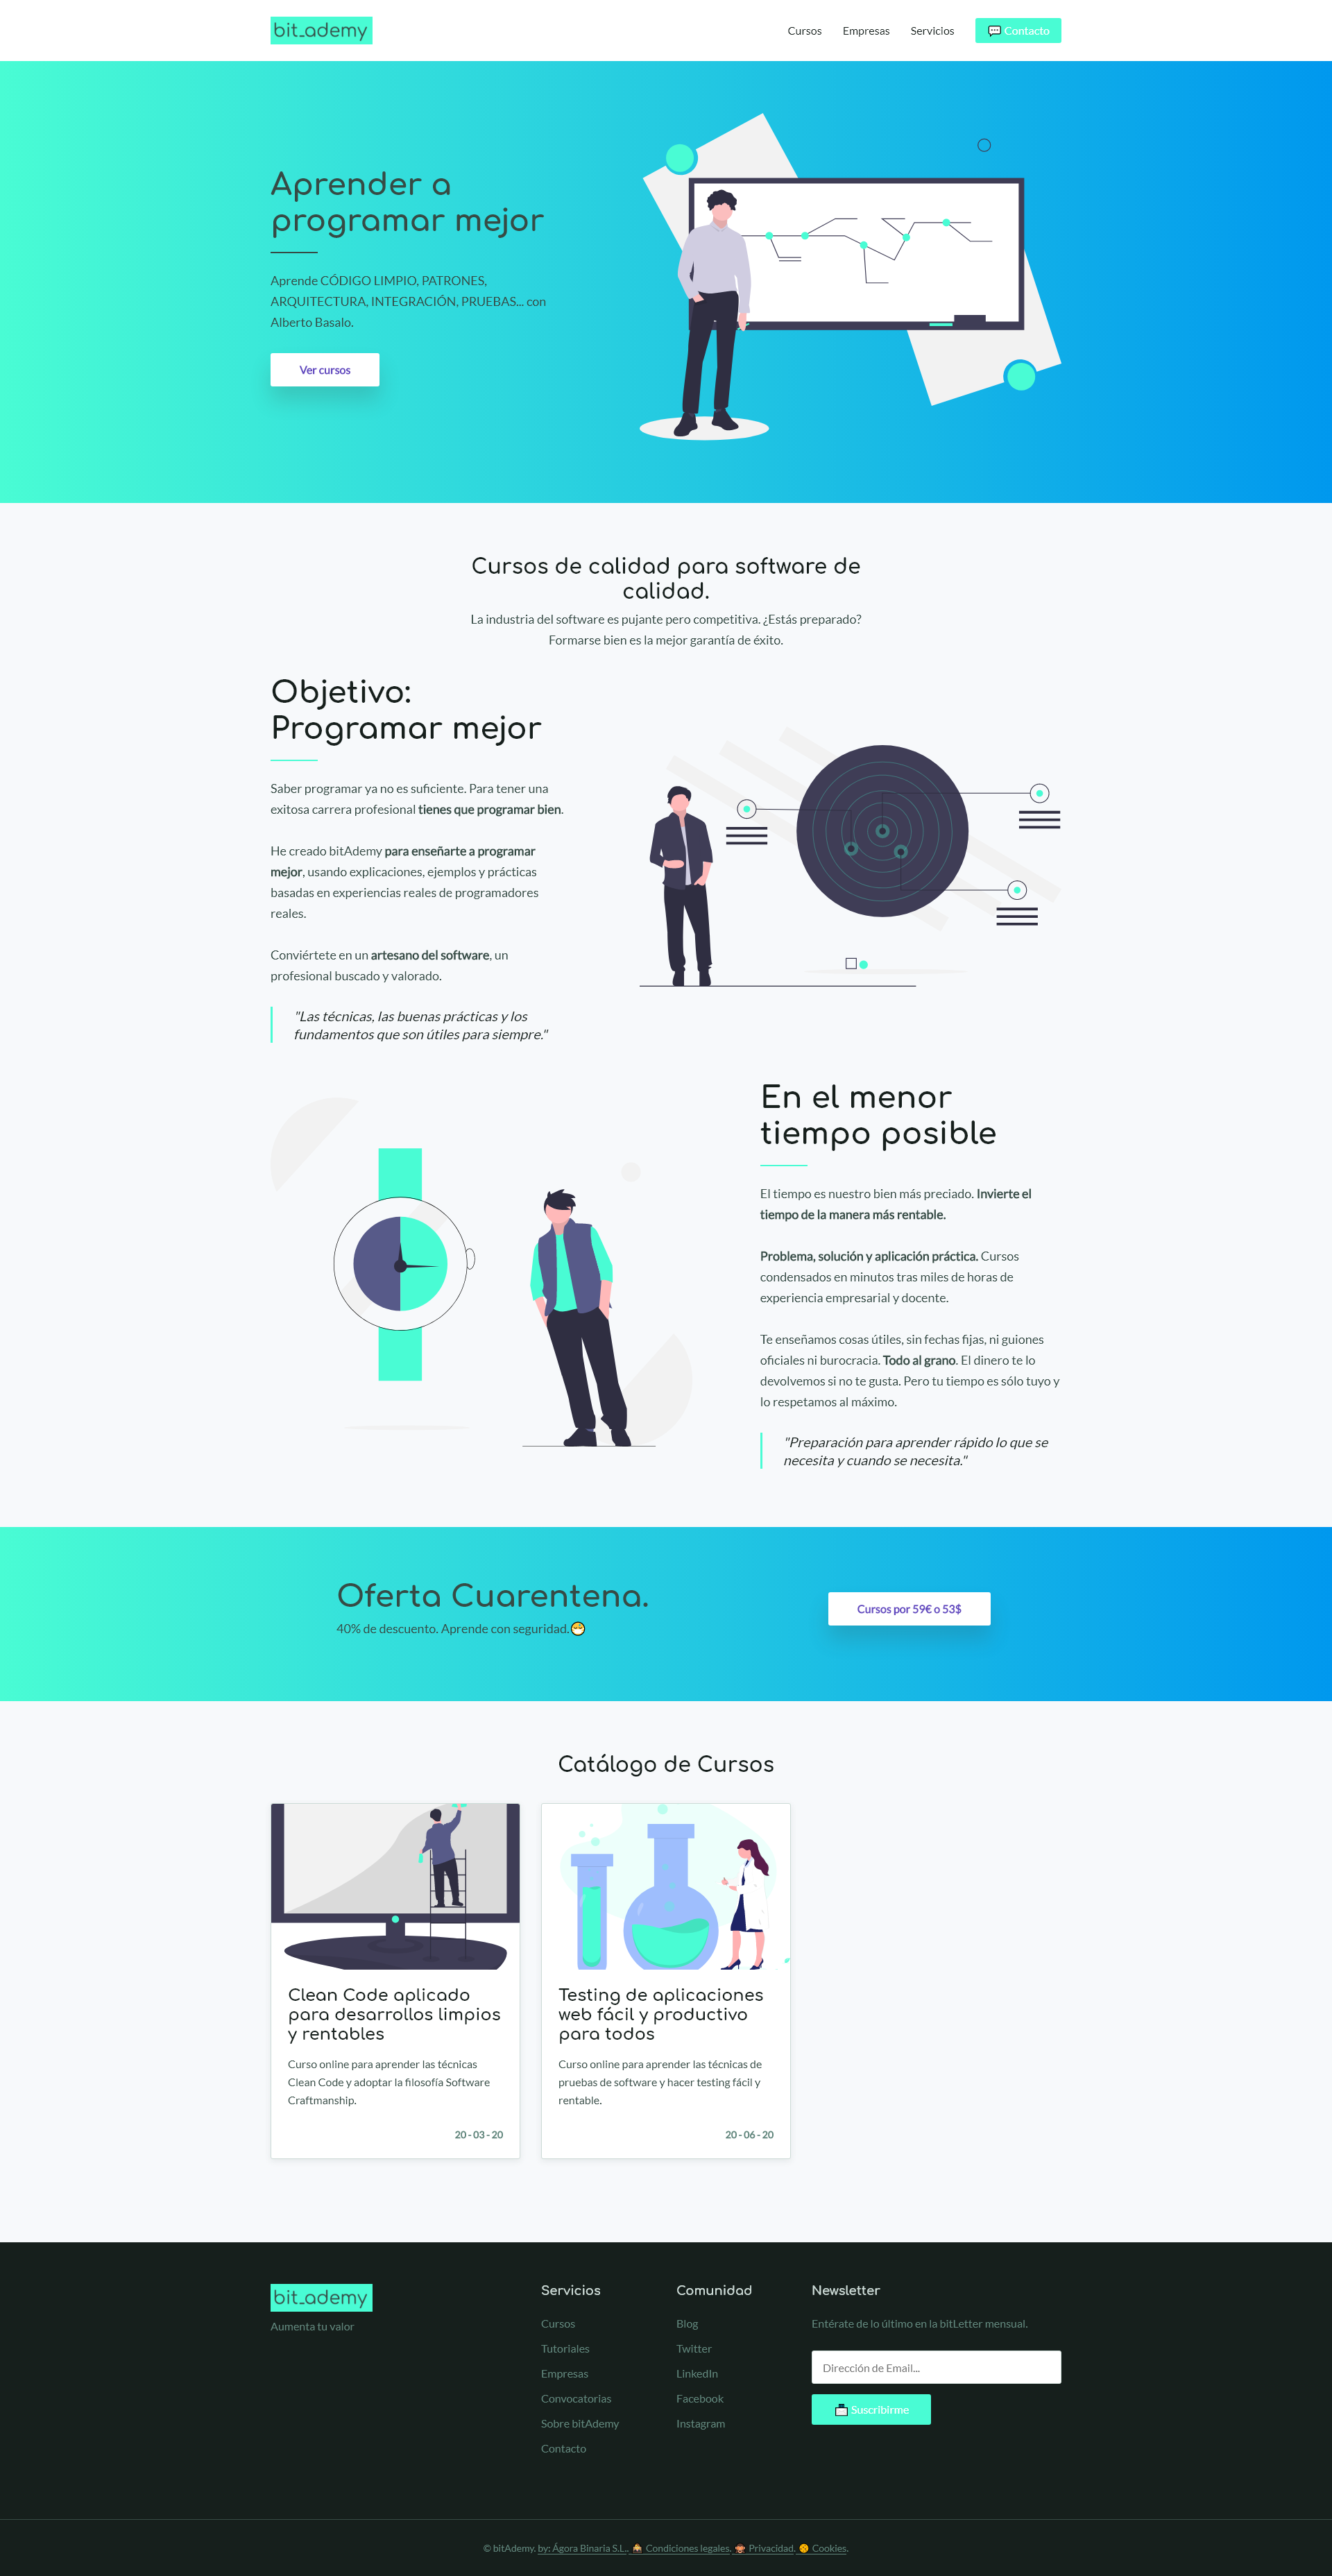 bit_ademy
Cursos
Empresas
Servicios
💬 Contacto
Aprender a
programar mejor
Aprende CÓDIGO LIMPIO, PATRONES,
ARQUITECTURA, INTEGRACIÓN, PRUEBAS... con
Alberto Basalo.
Ver cursos
Cursos de calidad para software de
calidad.
La industria del software es pujante pero competitiva. ¿Estás preparado?
Formarse bien es la mejor garantía de éxito.
Objetivo:
Programar mejor
Saber programar ya no es suficiente. Para tener una
exitosa carrera profesional tienes que programar bien.
He creado bitAdemy para enseñarte a programar
mejor, usando explicaciones, ejemplos y prácticas
basadas en experiencias reales de programadores
reales.
Conviértete en un artesano del software, un
profesional buscado y valorado.
"Las técnicas, las buenas prácticas y los
fundamentos que son útiles para siempre."
En el menor
tiempo posible
El tiempo es nuestro bien más preciado. Invierte el
tiempo de la manera más rentable.
Problema, solución y aplicación práctica. Cursos
condensados en minutos tras miles de horas de
experiencia empresarial y docente.
Te enseñamos cosas útiles, sin fechas fijas, ni guiones
oficiales ni burocracia. Todo al grano. El dinero te lo
devolvemos si no te gusta. Pero tu tiempo es sólo tuyo y
lo respetamos al máximo.
"Preparación para aprender rápido lo que se
necesita y cuando se necesita."
Oferta Cuarentena.
40% de descuento. Aprende con seguridad.😷
Cursos por 59€ o 53$
Catálogo de Cursos
Clean Code aplicado
para desarrollos limpios
y rentables
Curso online para aprender las técnicas
Clean Code y adoptar la filosofía Software
Craftmanship.
20 - 03 - 20
Testing de aplicaciones
web fácil y productivo
para todos
Curso online para aprender las técnicas de
pruebas de software y hacer testing fácil y
rentable.
20 - 06 - 20
bit_ademy
Aumenta tu valor
Servicios
Cursos
Tutoriales
Empresas
Convocatorias
Sobre bitAdemy
Contacto
Comunidad
Blog
Twitter
LinkedIn
Facebook
Instagram
Newsletter
Entérate de lo último en la bitLetter mensual.
Dirección de Email...
Suscribirme
© bitAdemy. by: Ágora Binaria S.L.. Condiciones legales. Privacidad. Cookies.